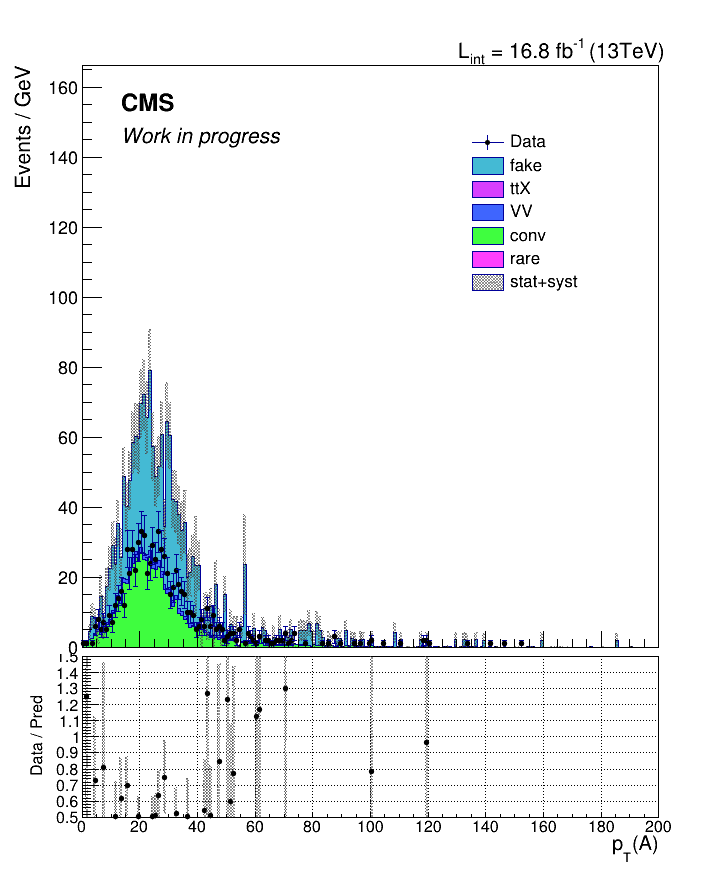 L_int = 16.8 fb^-1 (13TeV)
Events / GeV
160
140
120
100
80
60
40
20
0
CMS
Work in progress
Data
fake
ttX
VV
conv
rare
stat+syst
Data / Pred
1.5
1.4
1.3
1.2
1.1
1
0.9
0.8
0.7
0.6
0.5
0 20 40 60 80 100 120 140 160 180 200
p_T(A)